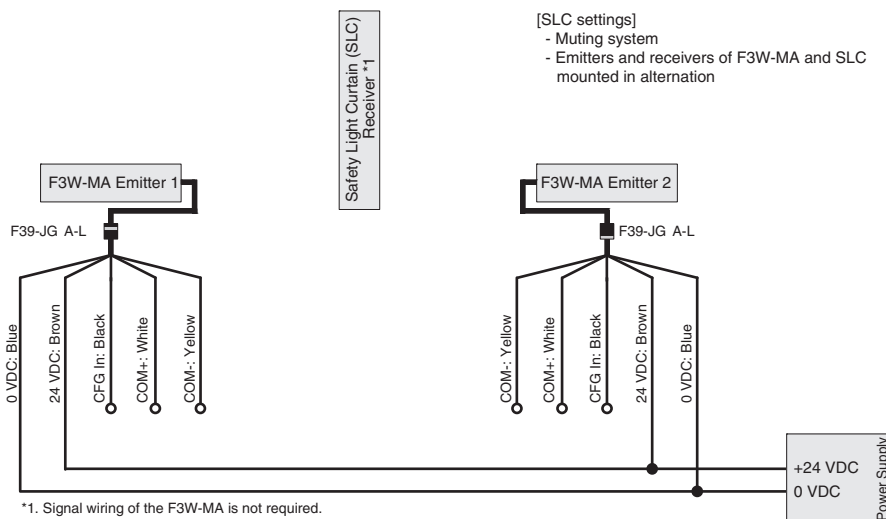 [SLC settings]
- Muting system
- Emitters and receivers of F3W-MA and SLC
mounted in alternation
Safety Light Curtain (SLC)
Receiver *1
F3W-MA Emitter 1
F3W-MA Emitter 2
F39-JG A-L
F39-JG A-L
0 VDC: Blue
24 VDC: Brown
CFG In: Black
COM+: White
COM-: Yellow
COM-: Yellow
COM+: White
CFG In: Black
24 VDC: Brown
0 VDC: Blue
+24 VDC
0 VDC
Power Supply
*1. Signal wiring of the F3W-MA is not required.